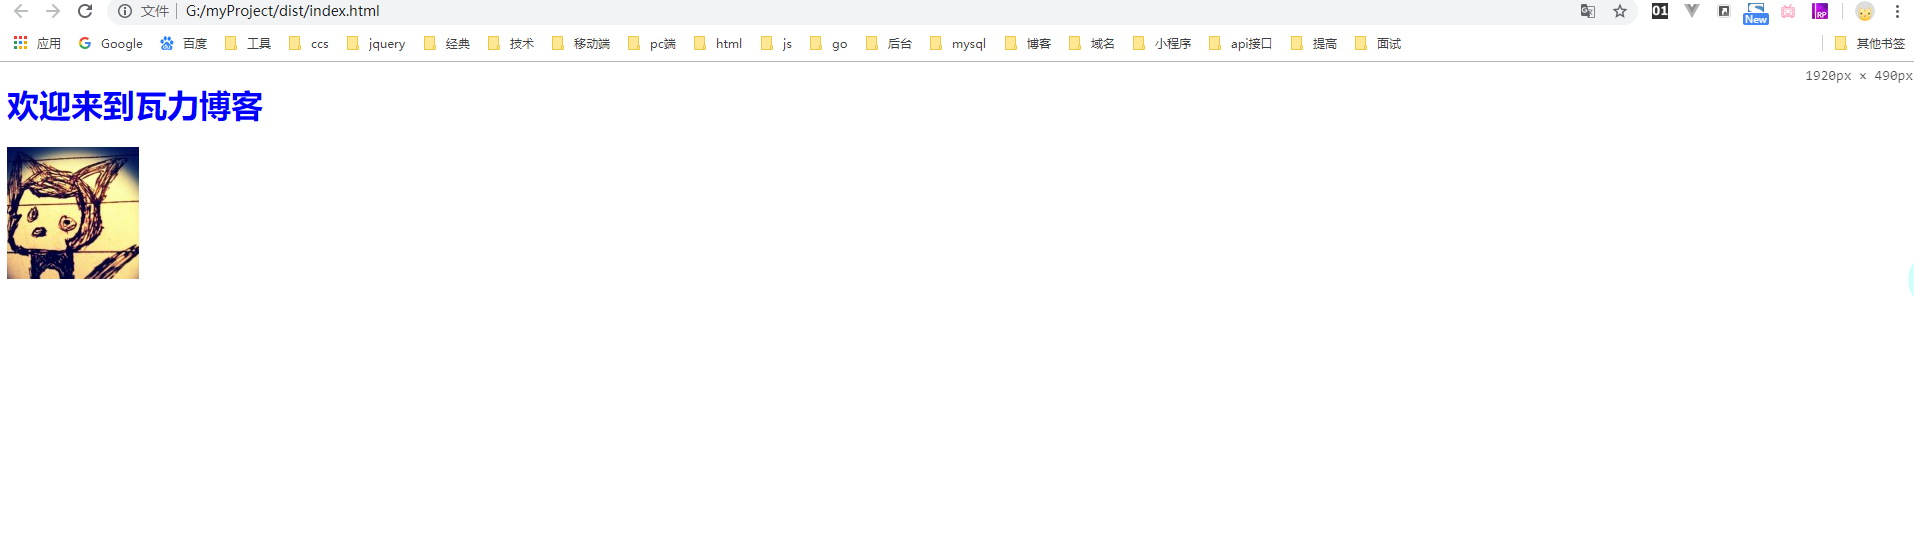 文件 G:/myProject/dist/index.html 01 New RP
应用 Google 百度 工具 ccs jquery 经典 技术 移动端 pc端 html js go 后台 mysql 博客 域名 小程序 api接口 提高 面试 其他书签
1920px × 490px
欢迎来到瓦力博客